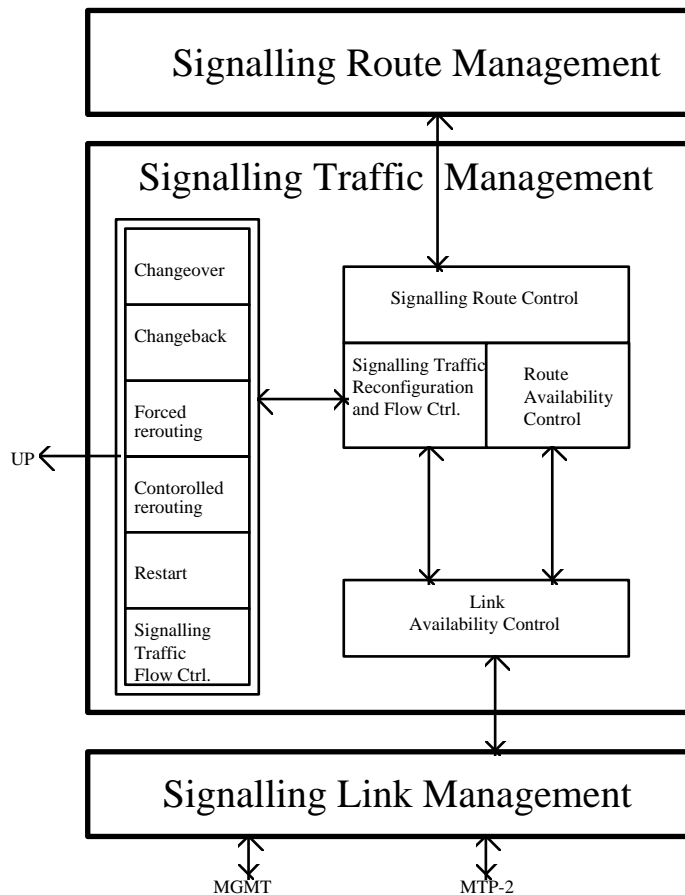 Signalling Route Management
Signalling Traffic Management
Changeover
Changeback
Forced
rerouting
Contorolled
rerouting
Restart
Signalling
Traffic
Flow Ctrl.
UP
Signalling Route Control
Signalling Traffic
Reconfiguration
and Flow Ctrl.
Route
Availability
Control
Link
Availability Control
Signalling Link Management
MGMT
MTP-2